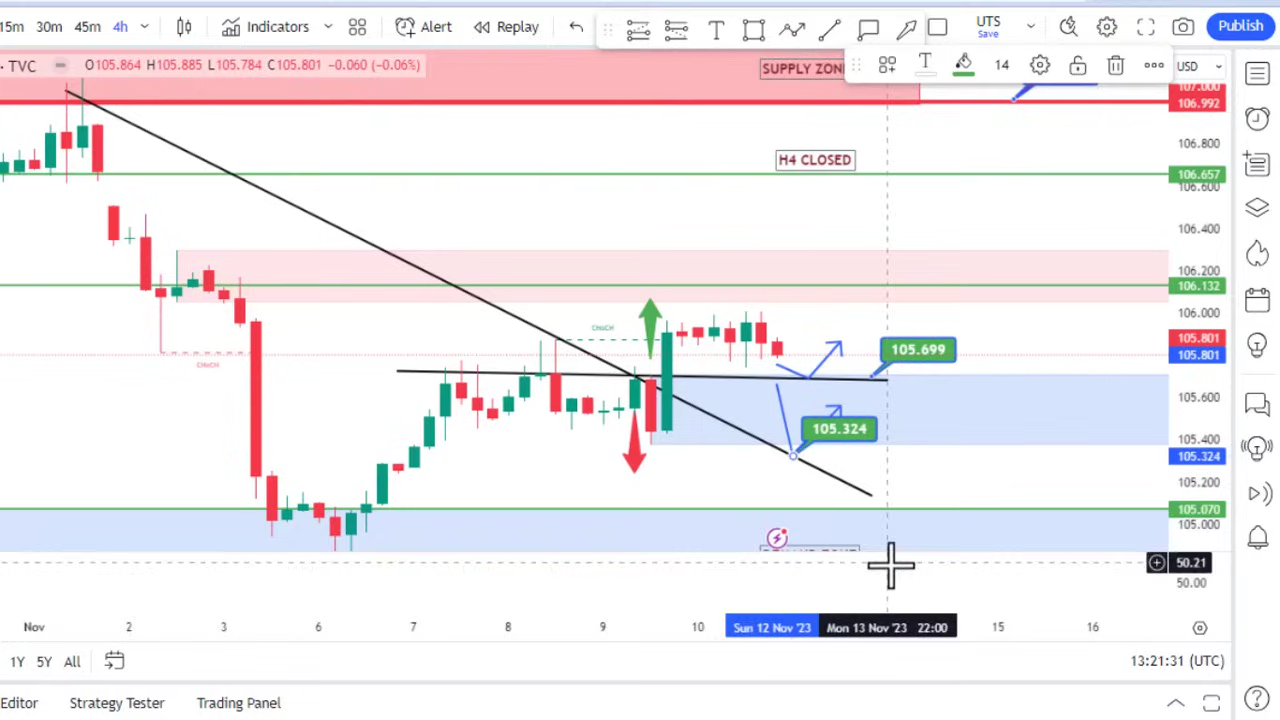 15m 30m 45m 4h Indicators Alert Replay T UTS Save Publish
T 14 USD
· TVC O105.864 H105.885 L105.784 C105.801 −0.060 (−0.06%)
SUPPLY ZONE
107.000
106.992
106.800
H4 CLOSED
106.657
106.600
106.400
106.200
106.132
106.000
CHoCH
105.801
105.699
105.801
CHoCH
105.600
105.324
105.400
105.324
105.200
105.070
105.000
50.21
50.00
Nov 2 3 6 7 8 9 10 Sun 12 Nov '23 Mon 13 Nov '23 22:00 15 16
1Y 5Y All 13:21:31 (UTC)
Editor Strategy Tester Trading Panel